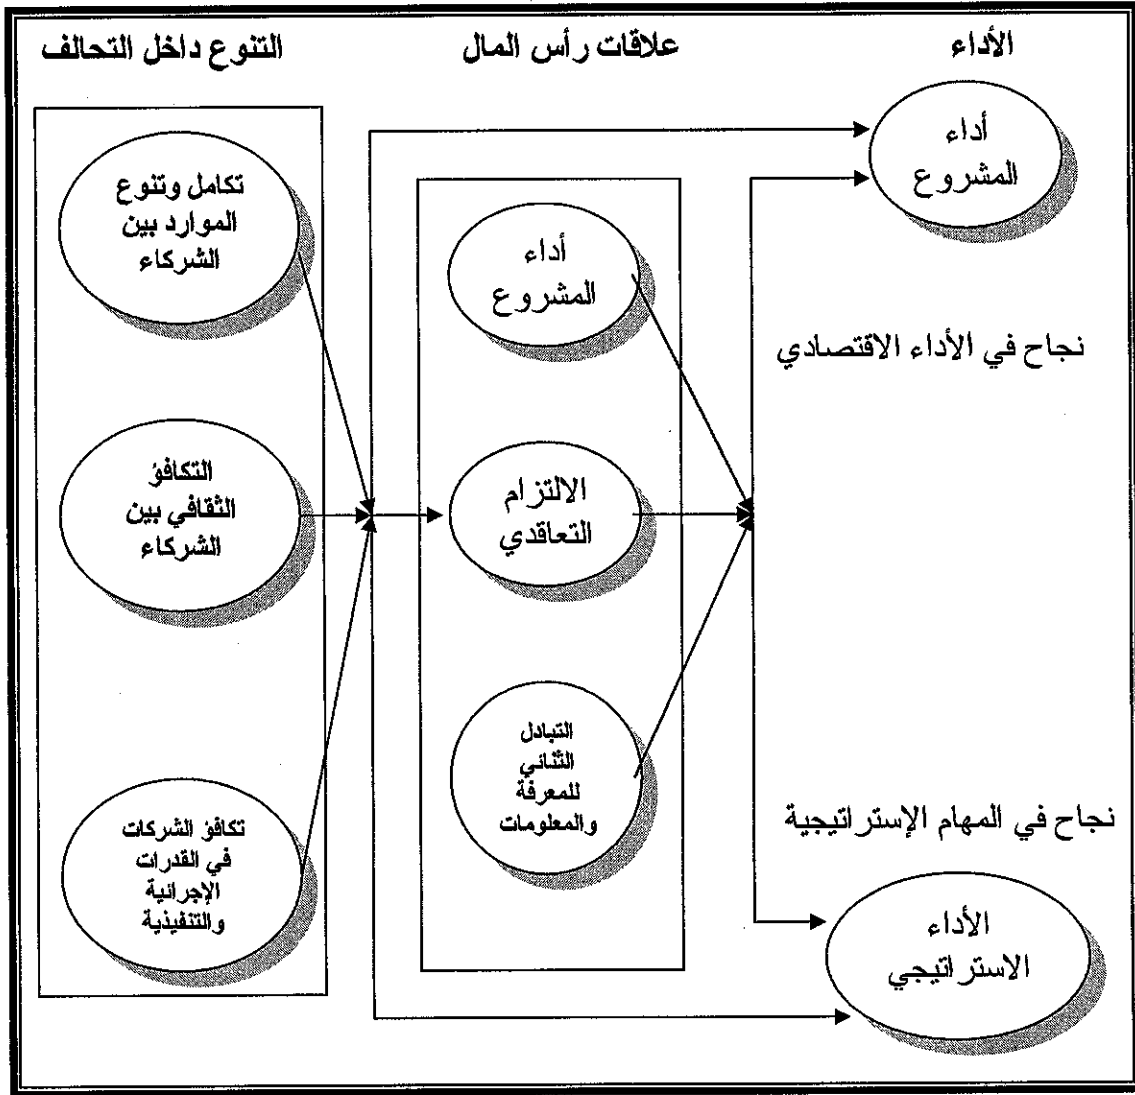 الأداء
علاقات رأس المال
التنوع داخل التحالف
أداء
المشروع
نجاح في الأداء الاقتصادي
نجاح في المهام الإستراتيجية
الأداء
الاستراتيجي
أداء
المشروع
الالتزام
التعاقدي
التبادل
الثنائي
للمعرفة
والمعلومات
تكامل وتنوع
الموارد بين
الشركاء
التكافؤ
الثقافي بين
الشركاء
تكافؤ الشركات
في القدرات
الإجرائية
والتنفيذية